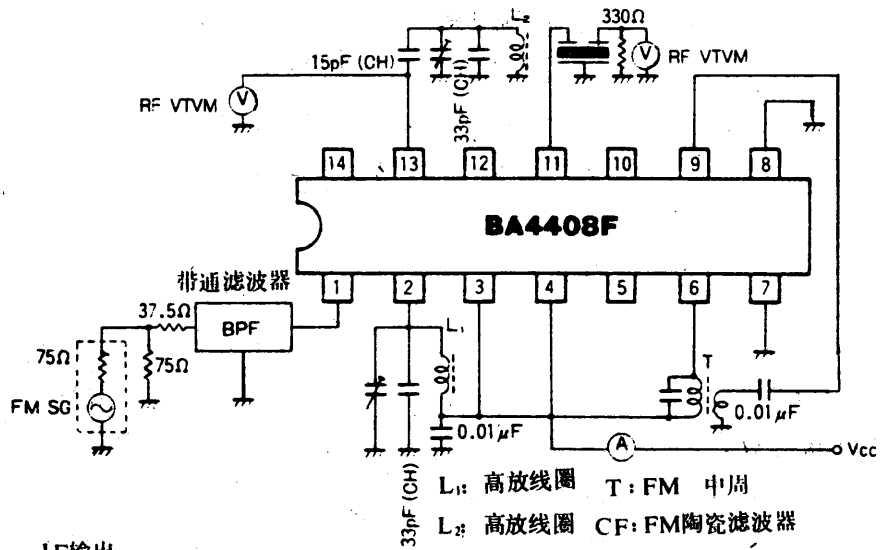 L₂ 330Ω
15pF (CH) V RF VTVM
V
RF VTVM
33pF (CH)
14 13 12 11 10 9 8
BA4408F
1 2 3 4 5 6 7
带通滤波器
37.5Ω BPF
75Ω 75Ω
FM SG
L₁ T
0.01μF 0.01μF
A Vcc
33pF (CH)
L₁: 高放线圈 T: FM 中周
L₂: 高放线圈 CF: FM陶瓷滤波器